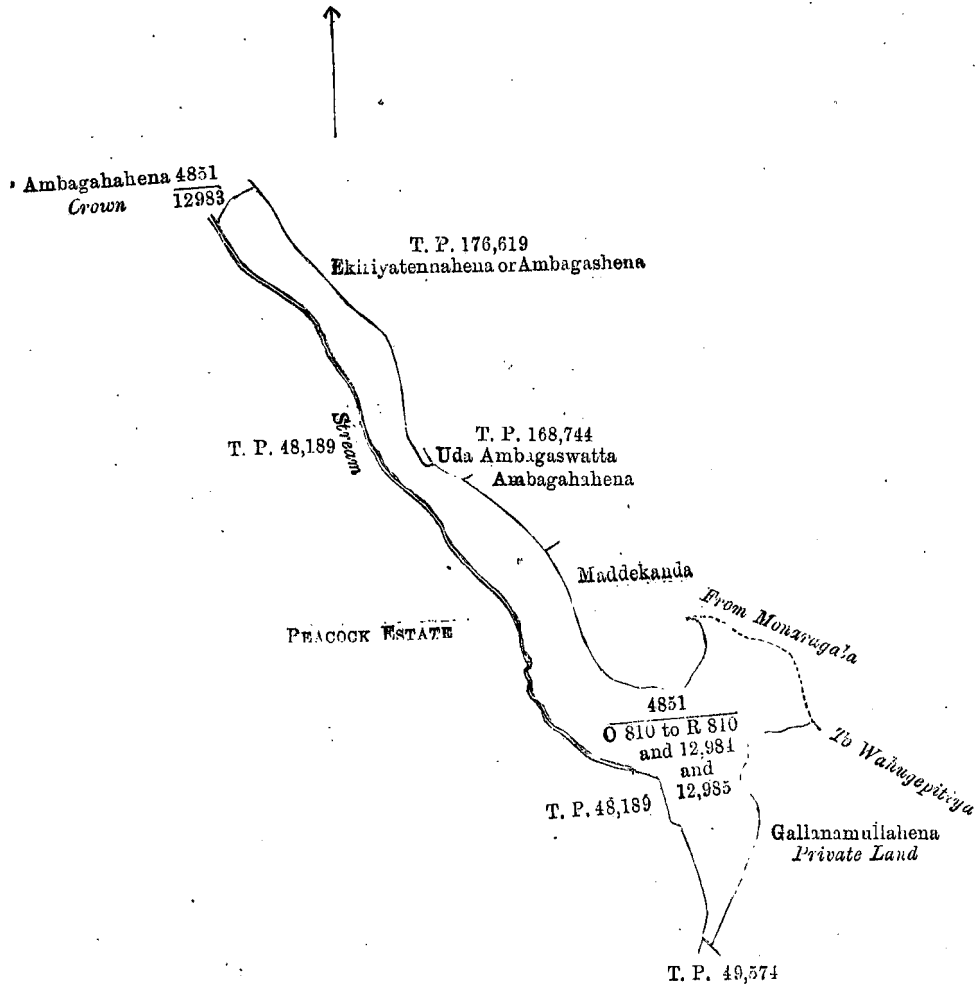 Ambagahahena 4851
Crown 12983
T. P. 176,619
Ekiriyatennahena or Ambagashena
T. P. 48,189
Stream
T. P. 168,744
Uda Ambagaswatta
Ambagahahena
Maddekanda
PEACOCK ESTATE
From Monaragala
4851
O 810 to R 810
and 12,984
and
12,985
To Wahugepitiya
T. P. 48,189
Gallanamullahena
Private Land
T. P. 49,574